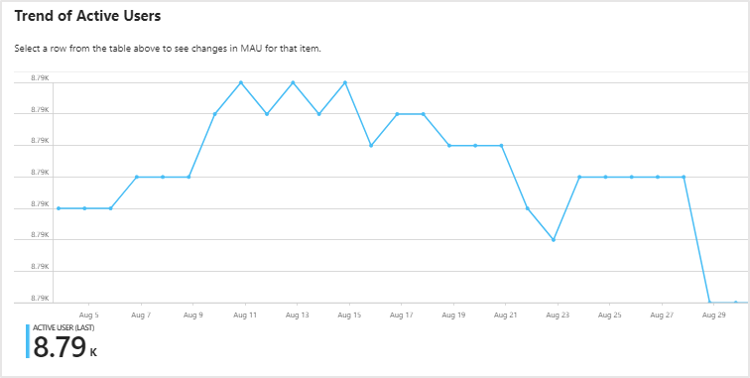 Trend of Active Users
Select a row from the table above to see changes in MAU for that item.
8.79K
8.79K
8.79K
8.79K
8.79K
8.79K
8.79K
8.79K
Aug 5 Aug 7 Aug 9 Aug 11 Aug 13 Aug 15 Aug 17 Aug 19 Aug 21 Aug 23 Aug 25 Aug 27 Aug 29
ACTIVE USER (LAST)
8.79 K